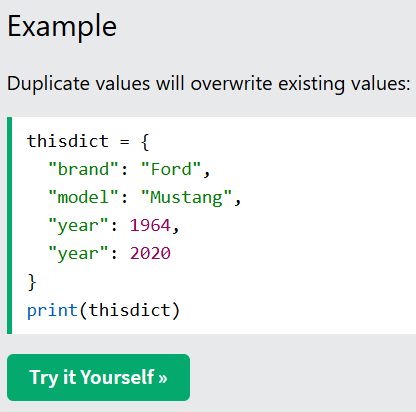 Example
Duplicate values will overwrite existing values:
thisdict = {
  "brand": "Ford",
  "model": "Mustang",
  "year": 1964,
  "year": 2020
}
print(thisdict)
Try it Yourself »